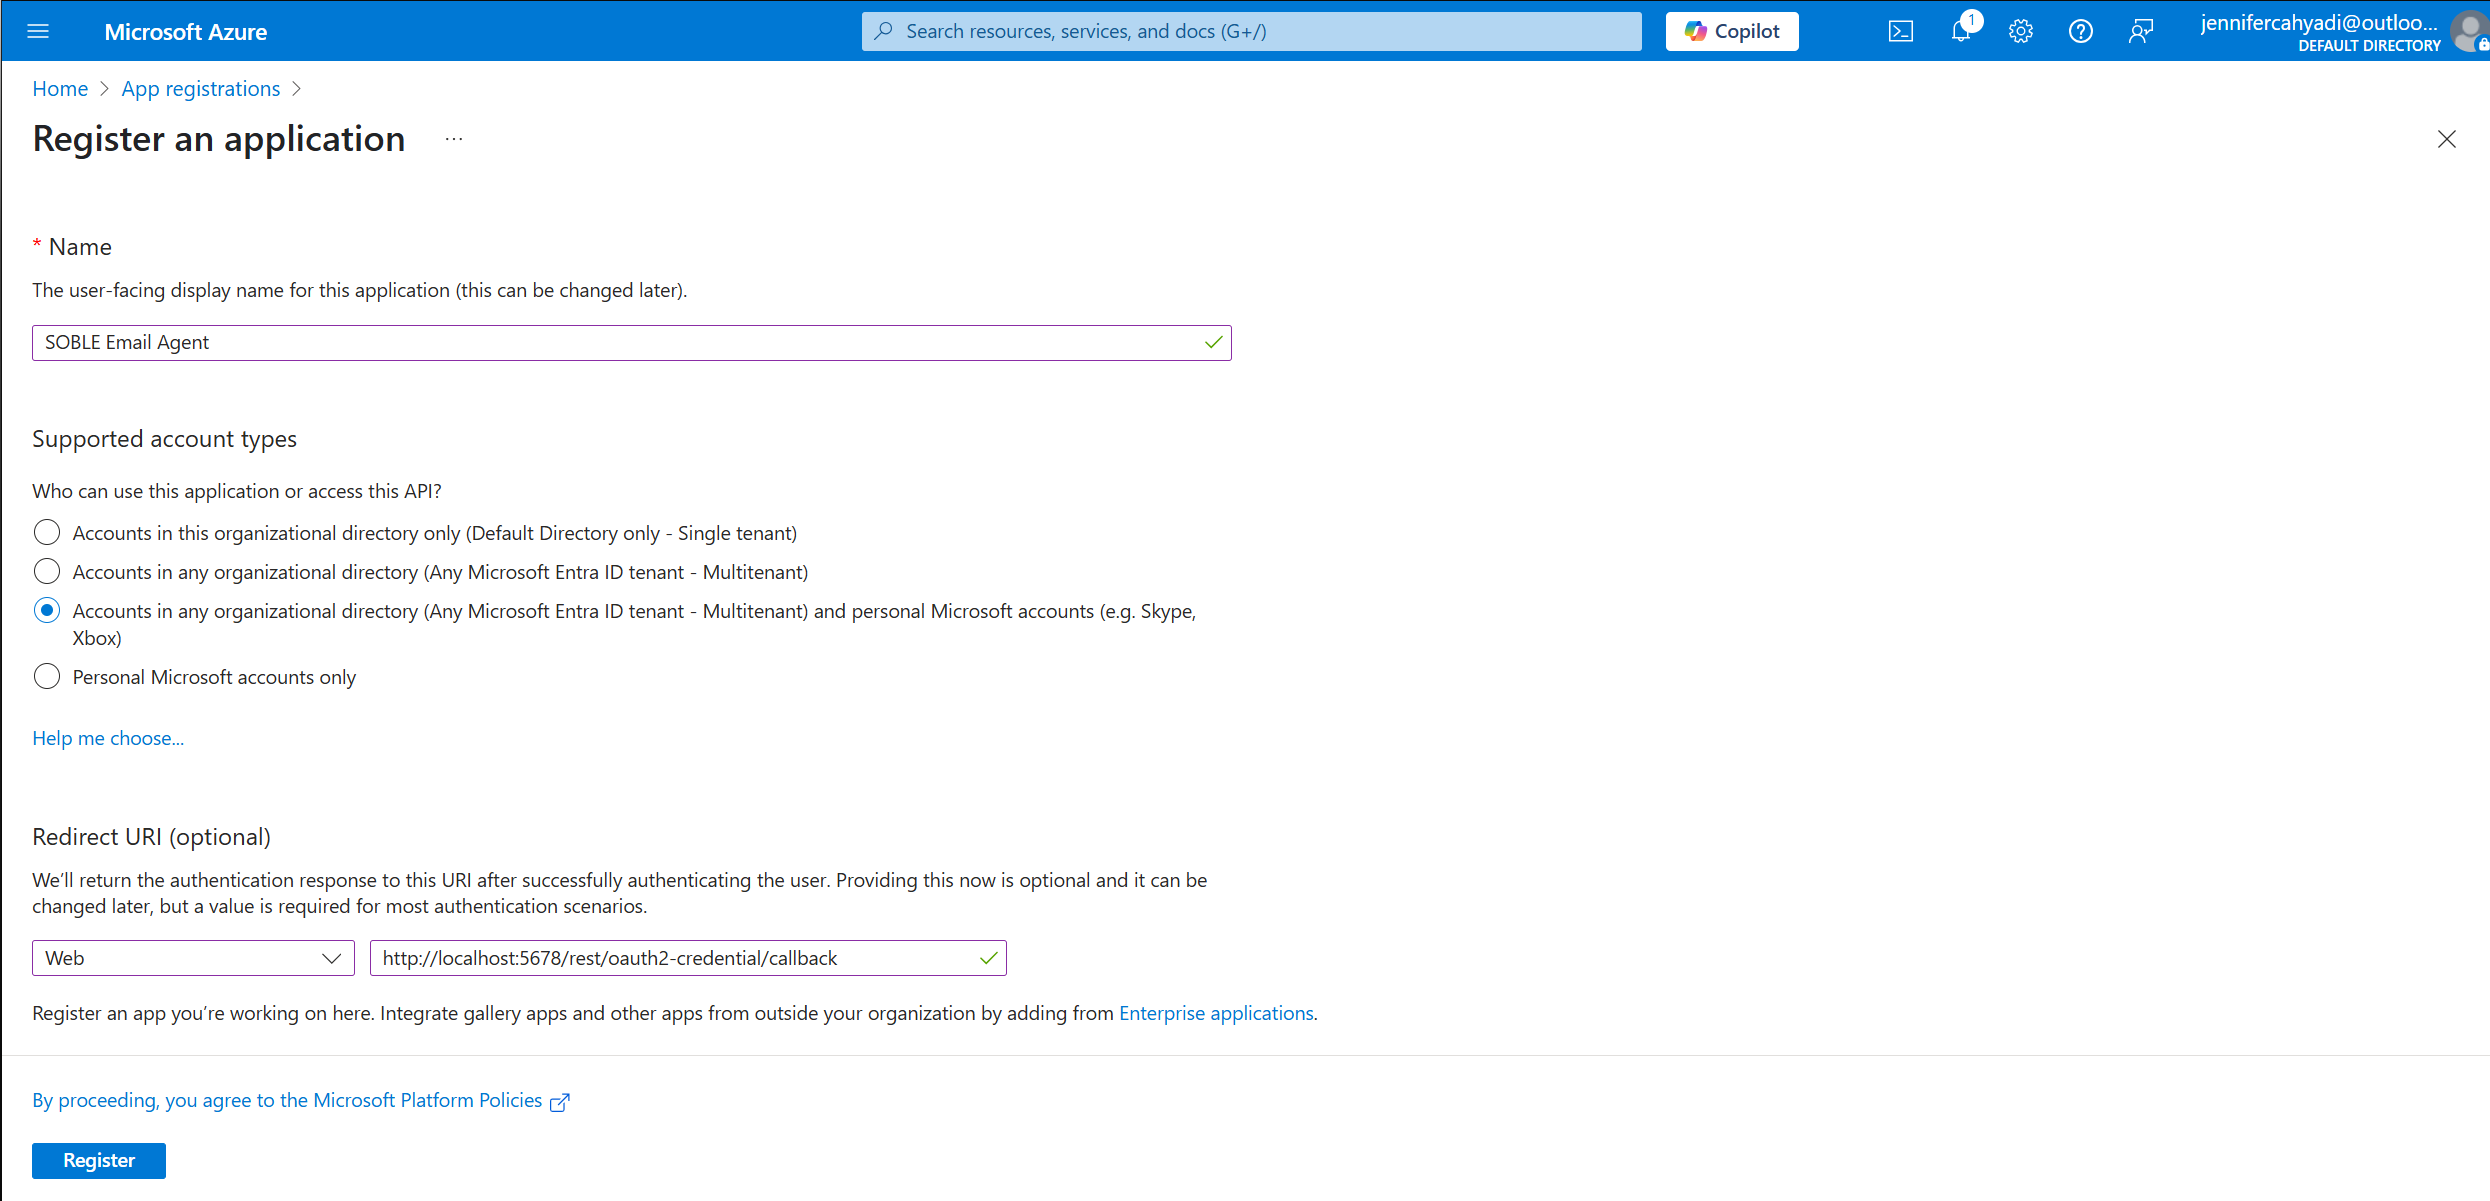 Microsoft Azure
Search resources, services, and docs (G+/)
Copilot
1
jennifercahyadi@outloo...
DEFAULT DIRECTORY
Home
App registrations
Register an application
...
* Name
The user-facing display name for this application (this can be changed later).
SOBLE Email Agent
Supported account types
Who can use this application or access this API?
Accounts in this organizational directory only (Default Directory only - Single tenant)
Accounts in any organizational directory (Any Microsoft Entra ID tenant - Multitenant)
Accounts in any organizational directory (Any Microsoft Entra ID tenant - Multitenant) and personal Microsoft accounts (e.g. Skype,
Xbox)
Personal Microsoft accounts only
Help me choose...
Redirect URI (optional)
We'll return the authentication response to this URI after successfully authenticating the user. Providing this now is optional and it can be
changed later, but a value is required for most authentication scenarios.
Web
http://localhost:5678/rest/oauth2-credential/callback
Register an app you're working on here. Integrate gallery apps and other apps from outside your organization by adding from Enterprise applications.
By proceeding, you agree to the Microsoft Platform Policies
Register